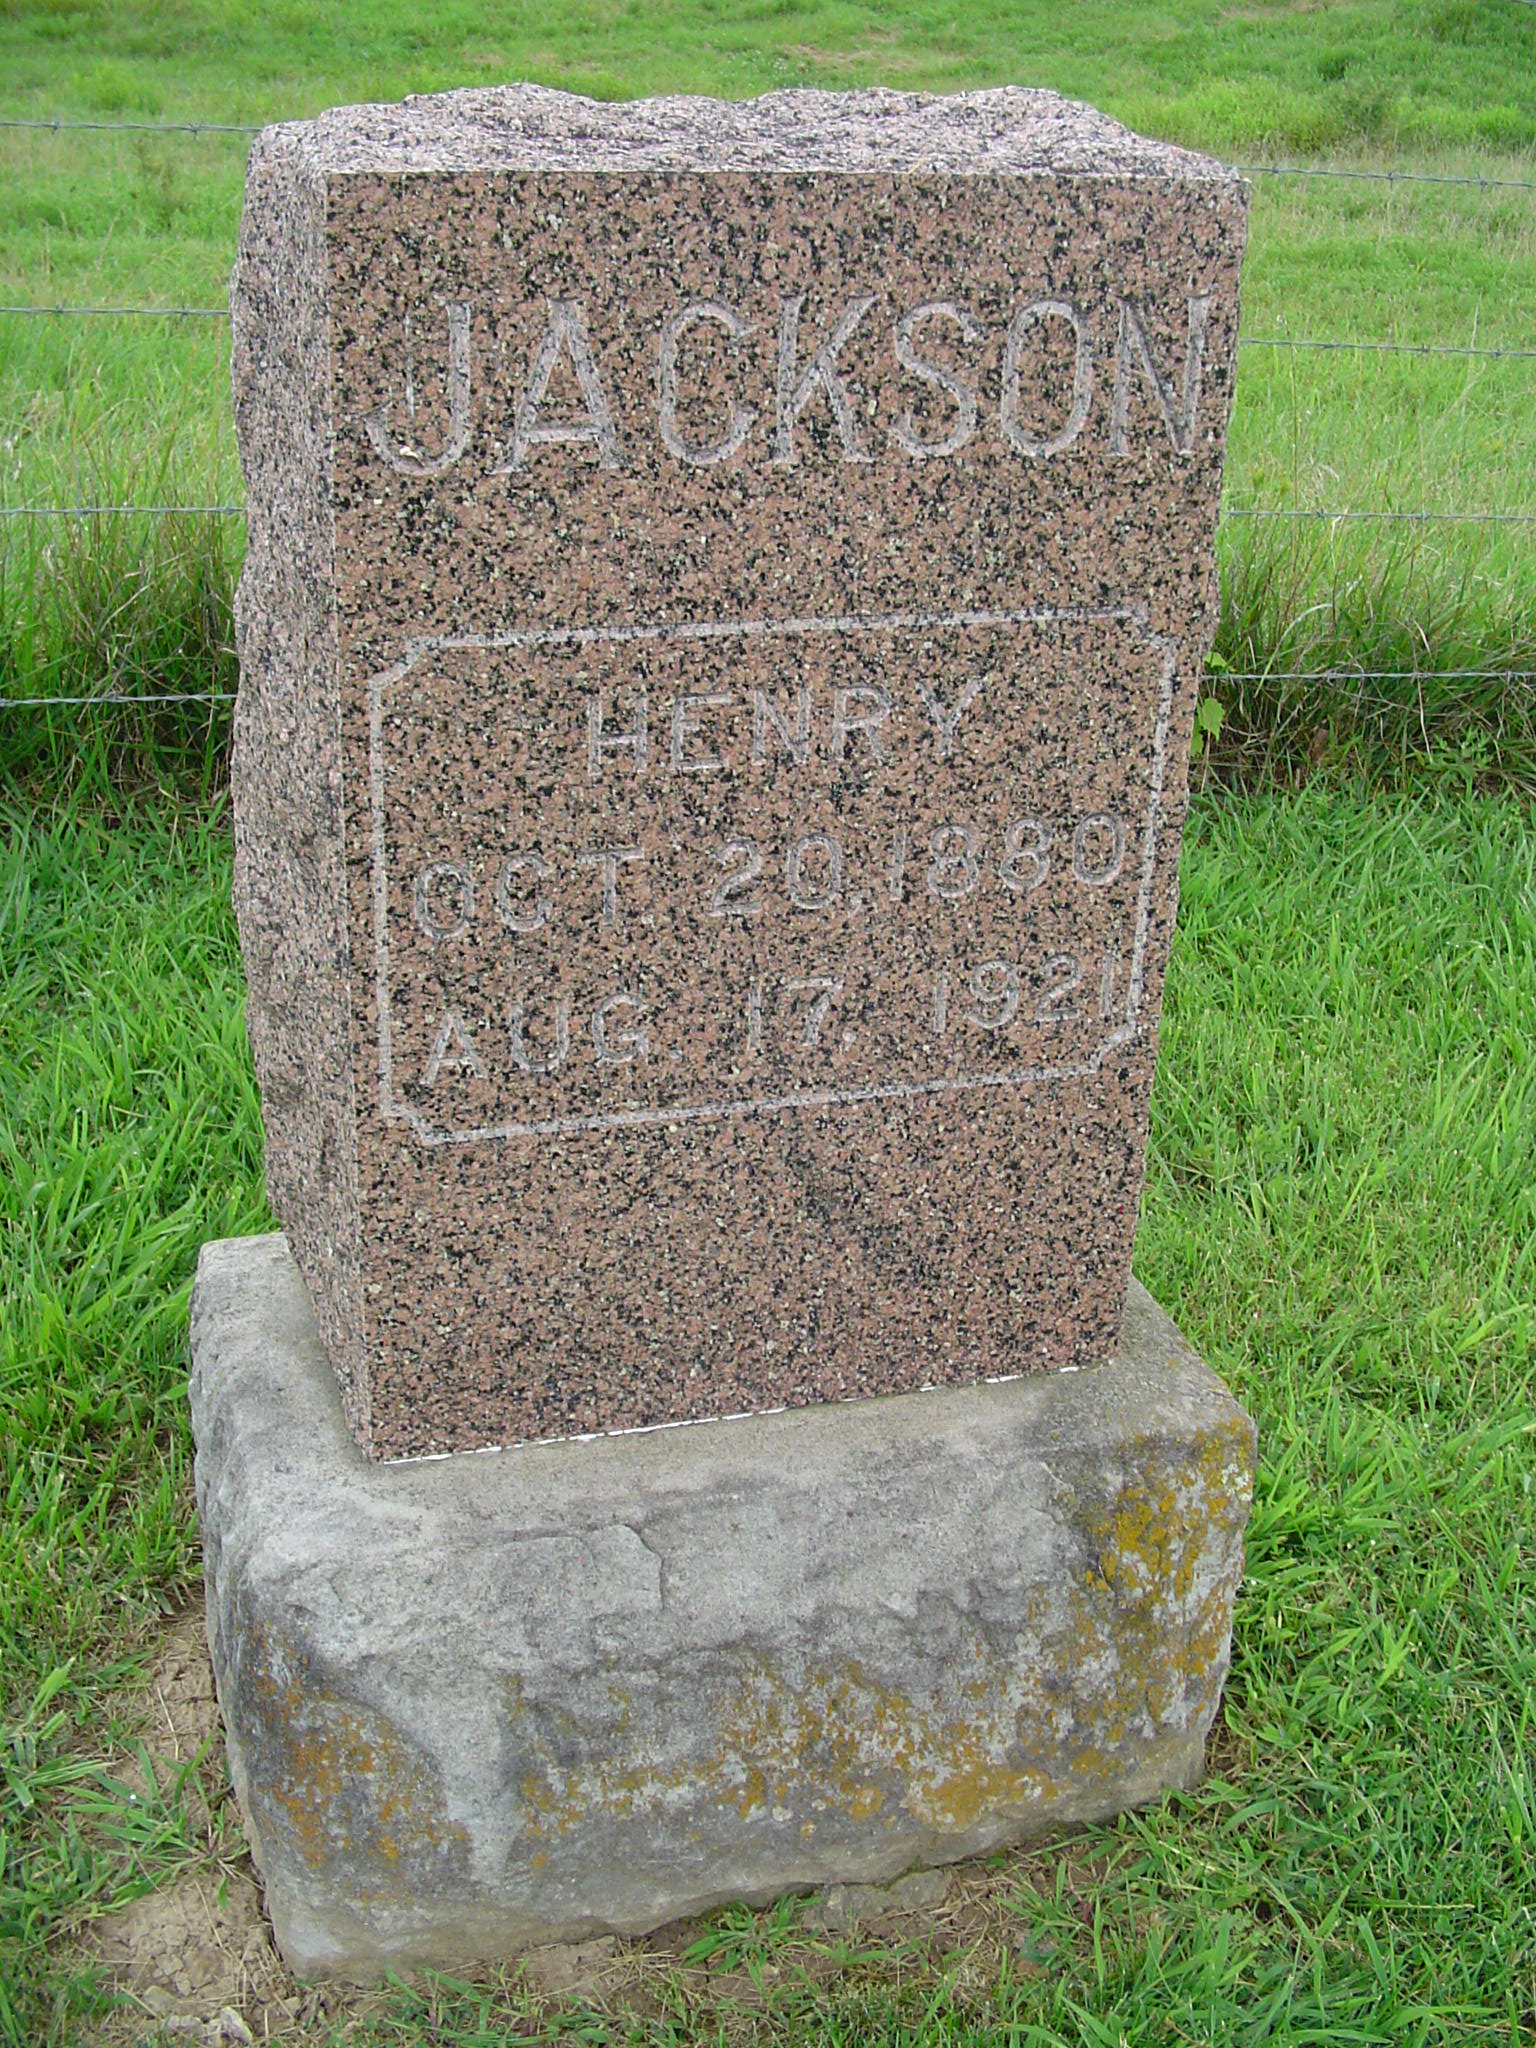 JACKSON
HENRY
OCT 20, 1880
AUG. 17, 1921